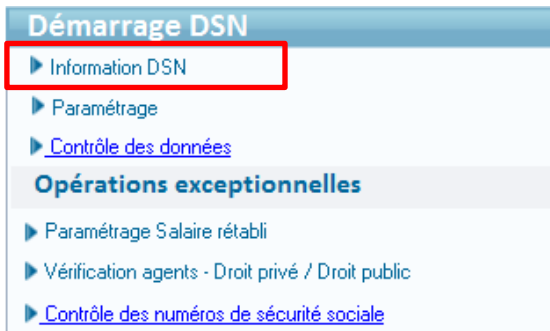 Démarrage DSN
Information DSN
Paramétrage
Contrôle des données
Opérations exceptionnelles
Paramétrage Salaire rétabli
Vérification agents - Droit privé / Droit public
Contrôle des numéros de sécurité sociale